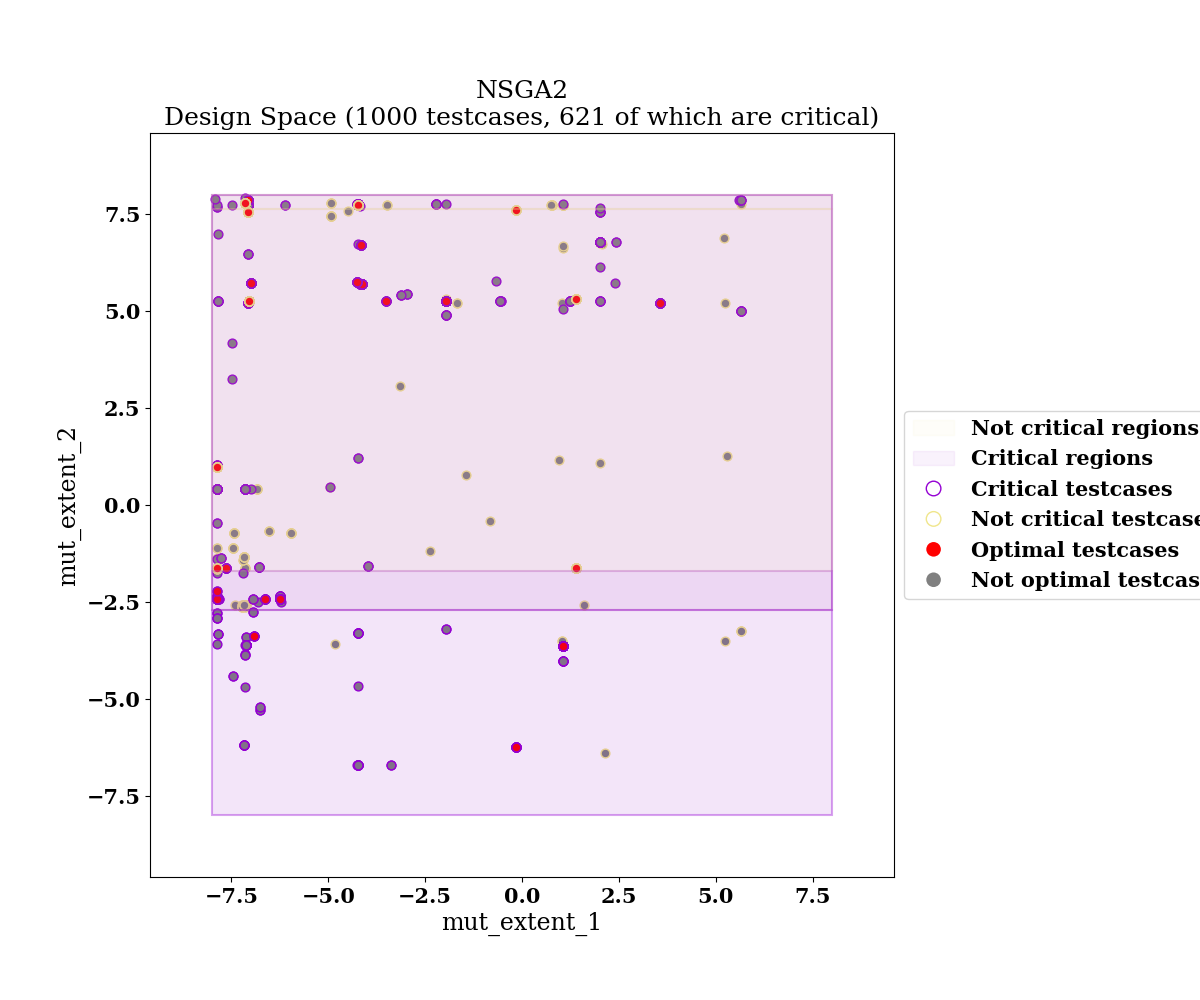 NSGA2
Design Space (1000 testcases, 621 of which are critical)
mut_extent_2
7.5
5.0
2.5
0.0
−2.5
−5.0
−7.5
−7.5 −5.0 −2.5 0.0 2.5 5.0 7.5
mut_extent_1
Not critical regions
Critical regions
Critical testcases
Not critical testcase
Optimal testcases
Not optimal testcas